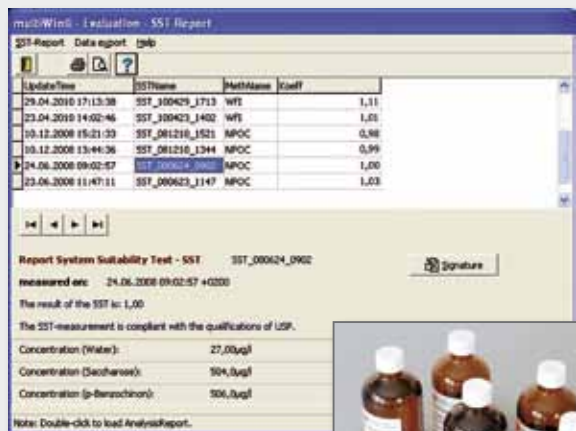 multiWinG - Evaluation - SST-Report
SST-Report Data export Help
UpdateTime SSTName MethName Koeff
29.04.2010 17:13:38 SST_100429_1713 WFI 1,11
23.04.2010 14:02:46 SST_100423_1402 WFI 1,01
10.12.2008 15:21:33 SST_081210_1521 NPOC 0,98
10.12.2008 13:44:36 SST_081210_1344 NPOC 0,99
24.06.2008 09:02:57 SST_080624_0902 NPOC 1,00
23.06.2008 11:47:11 SST_080623_1147 NPOC 1,03
Report System Suitability Test - SST SST_080624_0902
Signature
measured on: 24.06.2008 09:02:57 +0200
The result of the SST is: 1,00
The SST-measurement is compliant with the qualifications of USP.
Concentration (Water): 27,00µg/l
Concentration (Saccharose): 504,0µg/l
Concentration (p-Benzochinon): 506,0µg/l
Note: Double-click to load AnalysisReport.